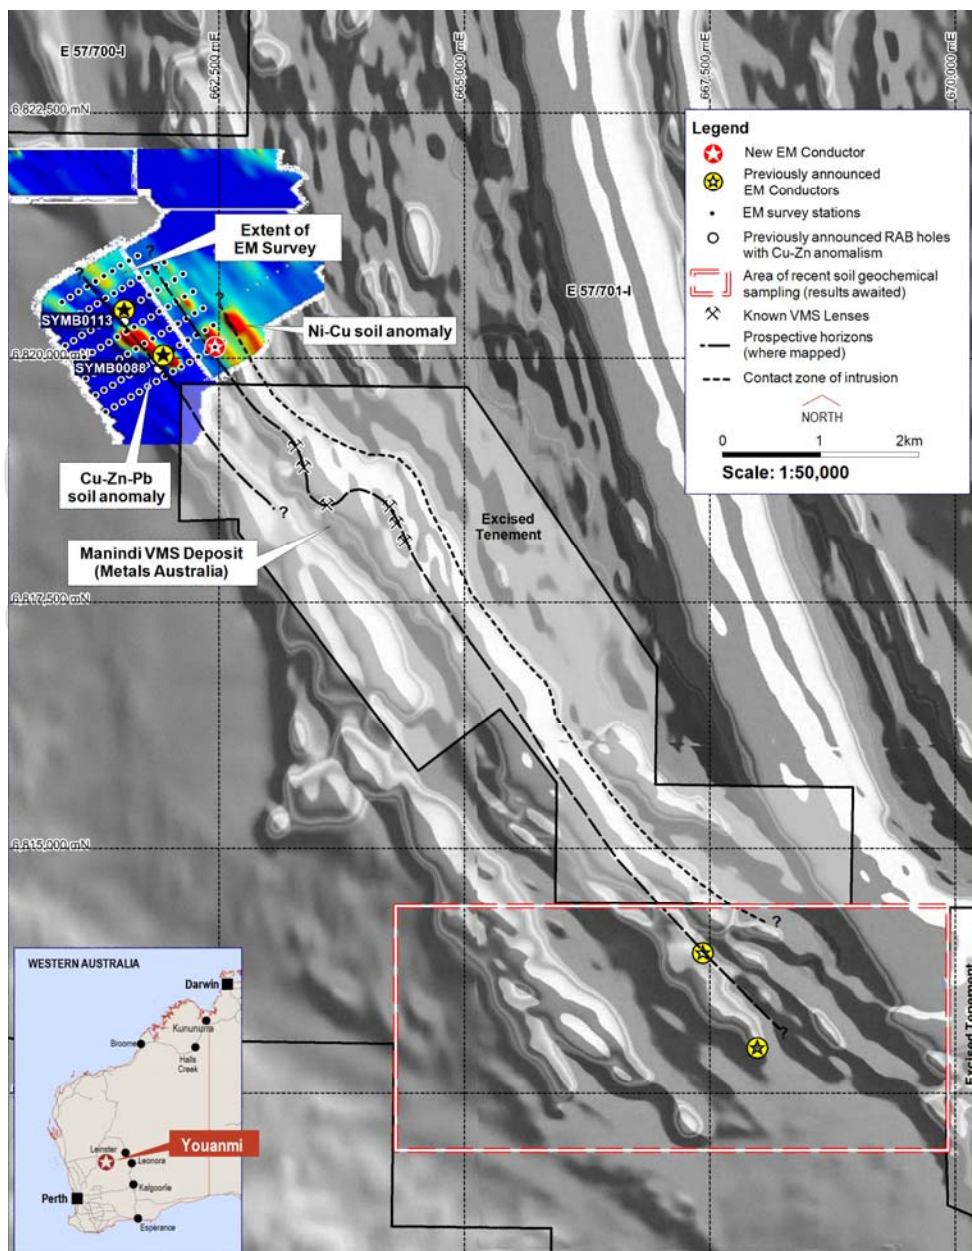 E 57/700-I
662,500 mE
665,000 mE
667,500 mE
670,000 mE
6,822,500 mN
Legend
New EM Conductor
Previously announced
EM Conductors
EM survey stations
Previously announced RAB holes
with Cu-Zn anomalism
Area of recent soil geochemical
sampling (results awaited)
Known VMS Lenses
Prospective horizons
(where mapped)
Contact zone of intrusion
NORTH
0 1 2km
Scale: 1:50,000
Extent of
EM Survey
?
?
?
E 57/701-I
SYMB0113
Ni-Cu soil anomaly
6,820,000 mN
SYMB0088
Cu-Zn-Pb
soil anomaly
?
Excised
Tenement
Manindi VMS Deposit
(Metals Australia)
6,817,500 mN
6,815,000 mN
?
?
Excised Tenement
WESTERN AUSTRALIA
Darwin
Kununurra
Broome
Halls
Creek
Youanmi
Leinster
Leonora
Kalgoorlie
Perth
Esperance